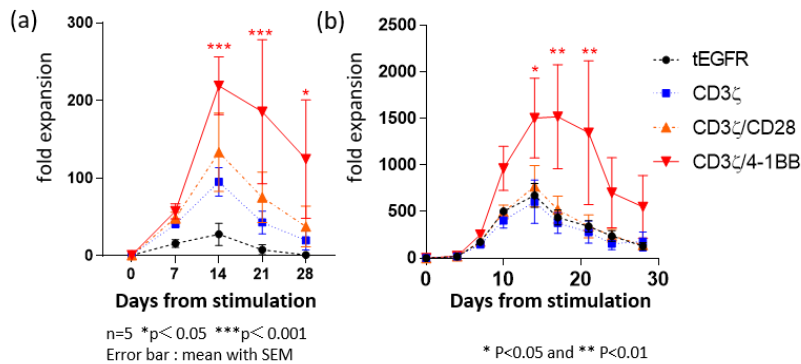 (a)
300
200
100
0
fold expansion
*** *** *
0 7 14 21 28
Days from stimulation
n=5 *p< 0.05 ***p< 0.001
Error bar : mean with SEM
(b)
2500
2000
1500
1000
500
0
fold expansion
* ** **
0 10 20 30
Days from stimulation
* P<0.05 and ** P<0.01
tEGFR
CD3ζ
CD3ζ/CD28
CD3ζ/4-1BB